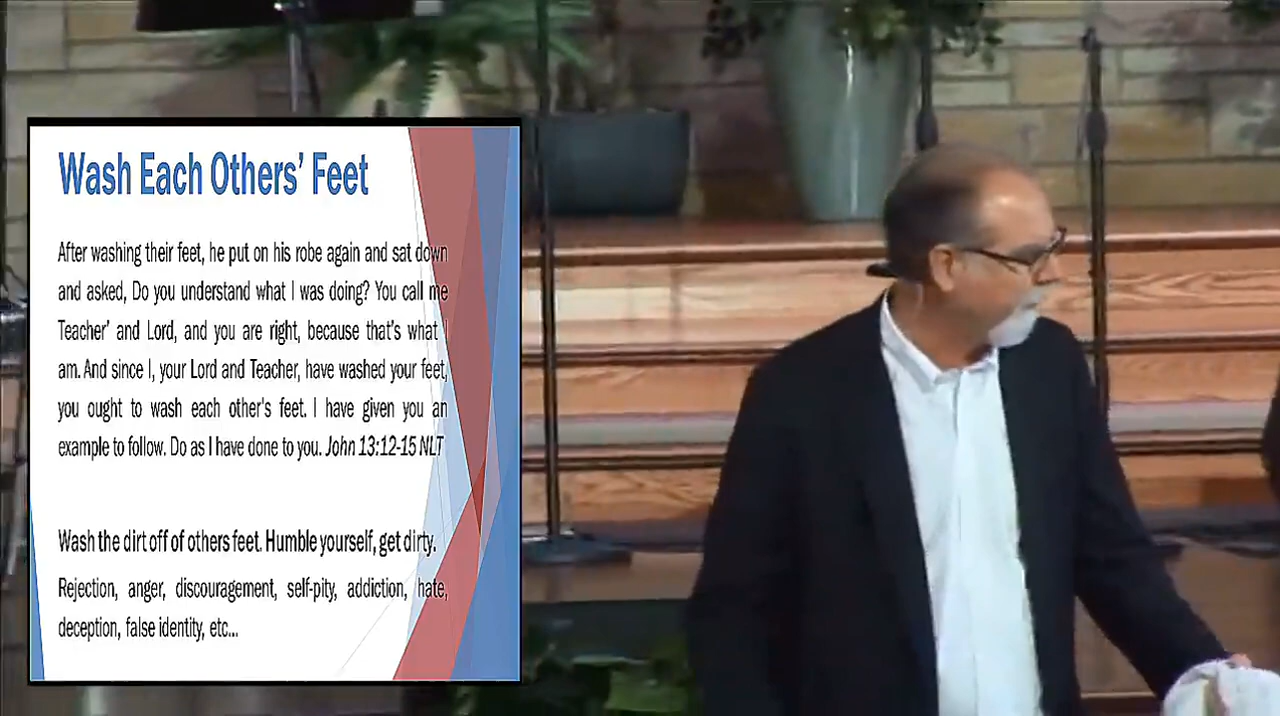 Wash Each Others’ Feet
After washing their feet, he put on his robe again and sat down
and asked, Do you understand what I was doing? You call me
Teacher’ and Lord, and you are right, because that’s what I
am. And since I, your Lord and Teacher, have washed your feet,
you ought to wash each other's feet. I have given you an
example to follow. Do as I have done to you. John 13:12-15 NLT
Wash the dirt off of others feet. Humble yourself, get dirty.
Rejection, anger, discouragement, self-pity, addiction, hate,
deception, false identity, etc...